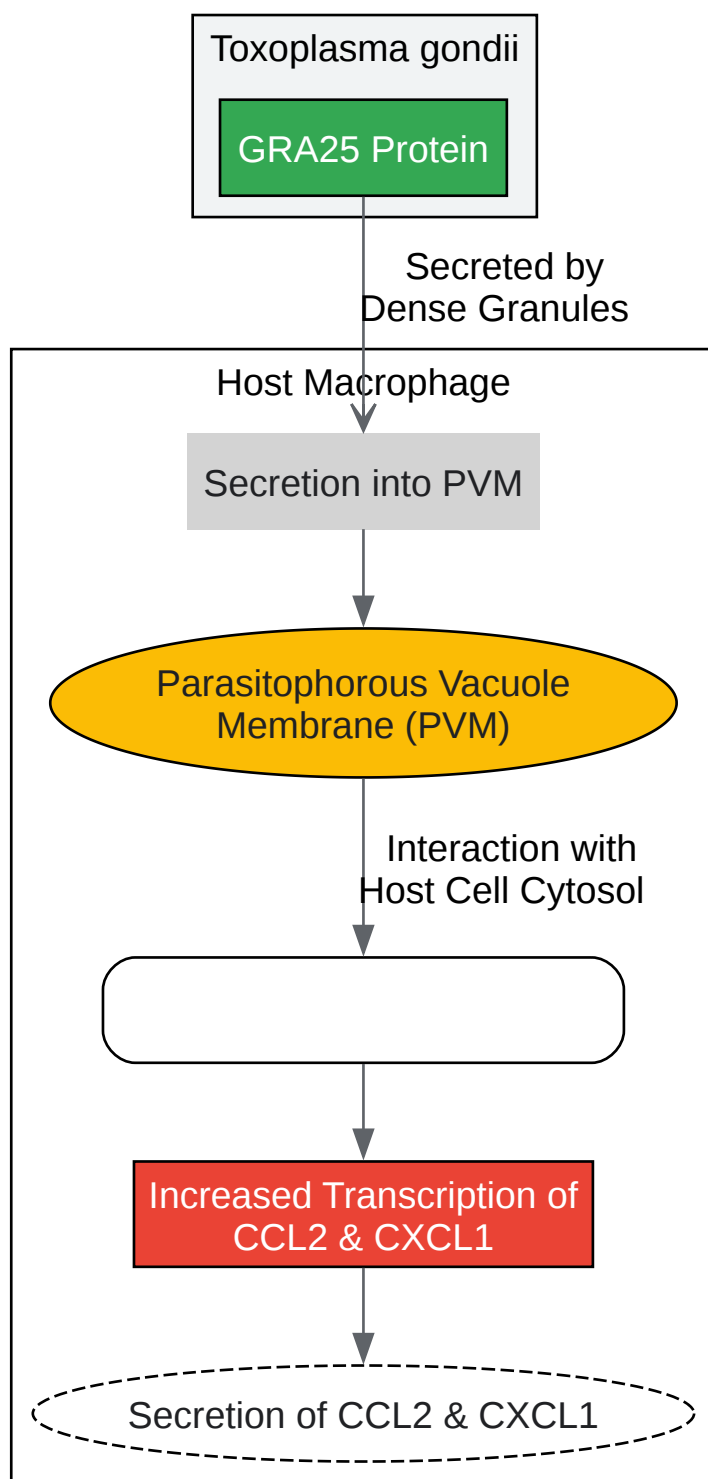 Toxoplasma gondii
GRA25 Protein
Secreted by
Dense Granules
Host Macrophage
Secretion into PVM
Parasitophorous Vacuole
Membrane (PVM)
Interaction with
Host Cell Cytosol
Increased Transcription of
CCL2 & CXCL1
Secretion of CCL2 & CXCL1